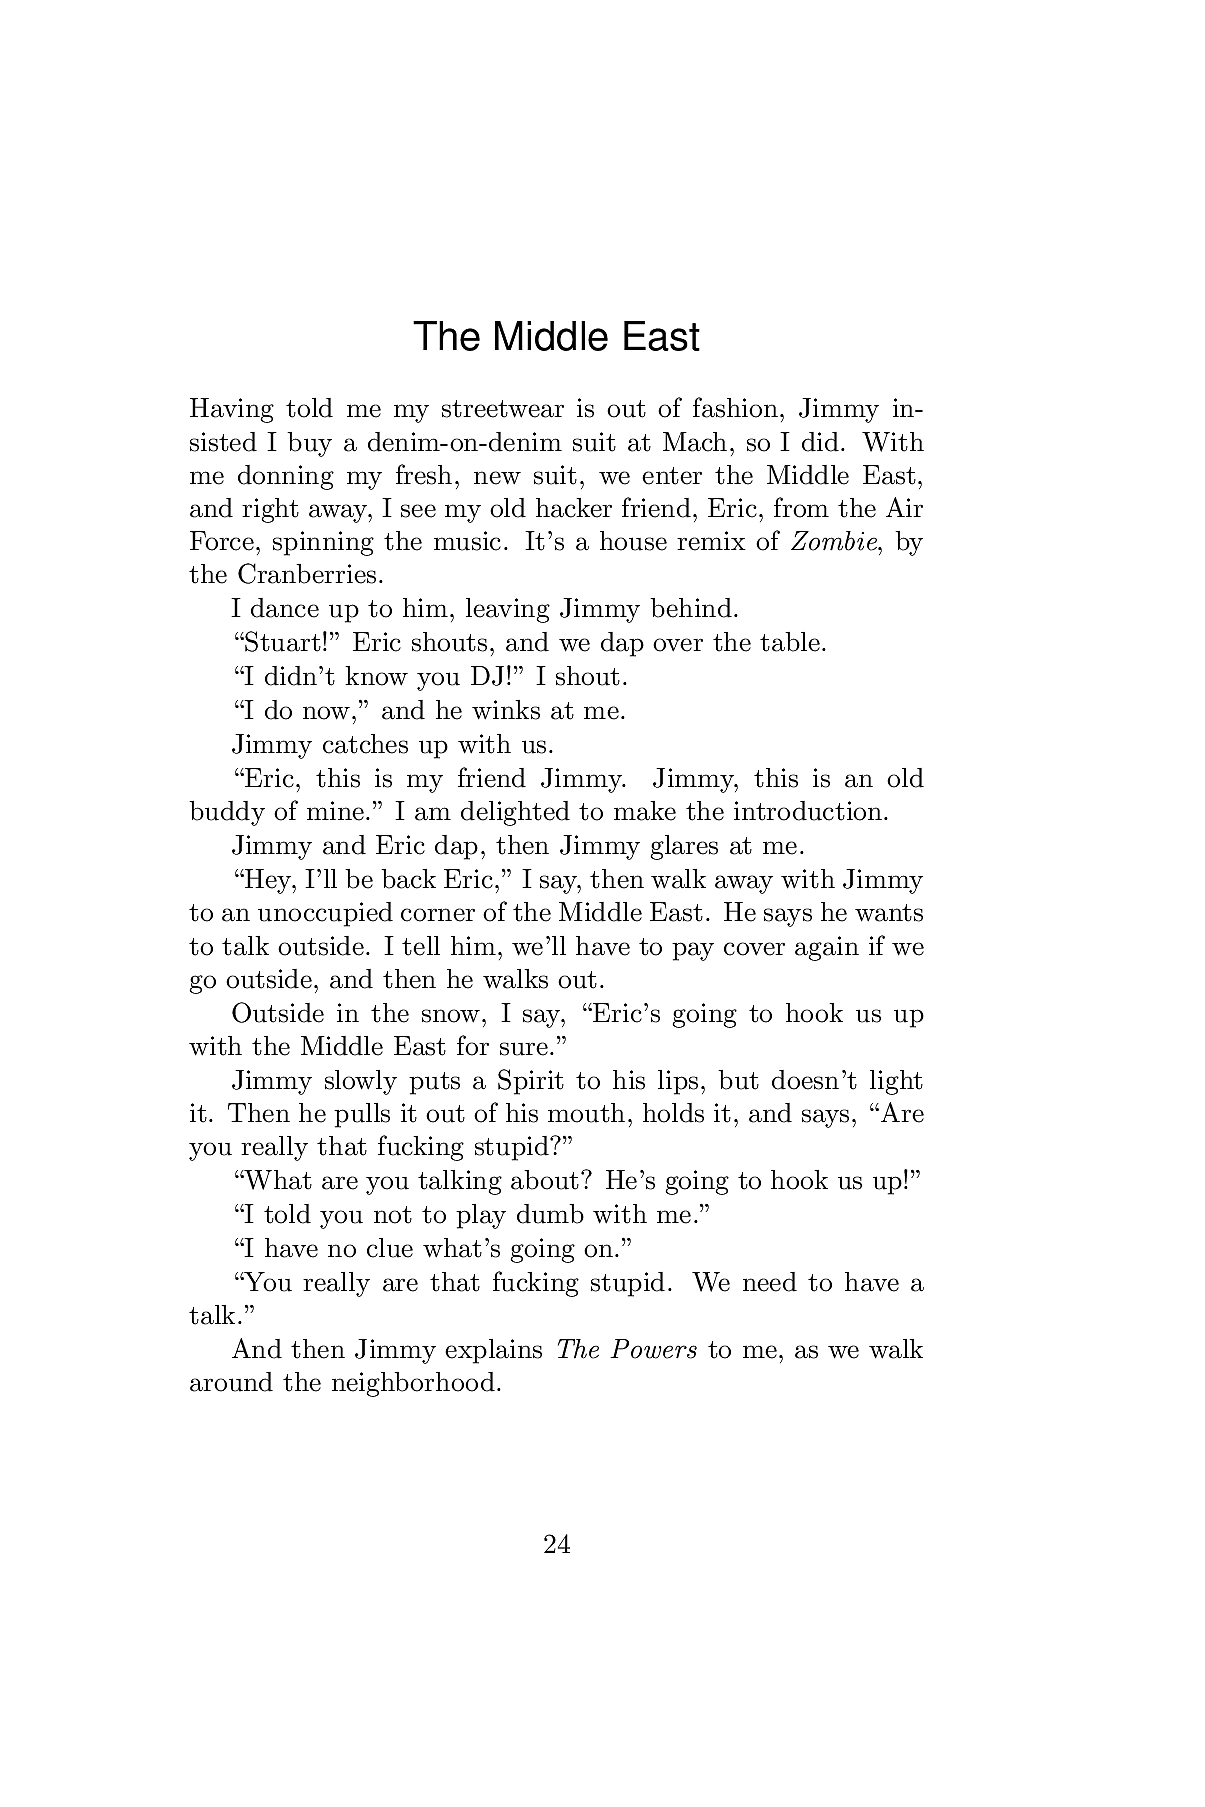 The Middle East
Having told me my streetwear is out of fashion, Jimmy in-
sisted I buy a denim-on-denim suit at Mach, so I did. With
me donning my fresh, new suit, we enter the Middle East,
and right away, I see my old hacker friend, Eric, from the Air
Force, spinning the music. It’s a house remix of Zombie, by
the Cranberries.
I dance up to him, leaving Jimmy behind.
“Stuart!” Eric shouts, and we dap over the table.
“I didn’t know you DJ!” I shout.
“I do now,” and he winks at me.
Jimmy catches up with us.
“Eric, this is my friend Jimmy. Jimmy, this is an old
buddy of mine.” I am delighted to make the introduction.
Jimmy and Eric dap, then Jimmy glares at me.
“Hey, I’ll be back Eric,” I say, then walk away with Jimmy
to an unoccupied corner of the Middle East. He says he wants
to talk outside. I tell him, we’ll have to pay cover again if we
go outside, and then he walks out.
Outside in the snow, I say, “Eric’s going to hook us up
with the Middle East for sure.”
Jimmy slowly puts a Spirit to his lips, but doesn’t light
it. Then he pulls it out of his mouth, holds it, and says, “Are
you really that fucking stupid?”
“What are you talking about? He’s going to hook us up!”
“I told you not to play dumb with me.”
“I have no clue what’s going on.”
“You really are that fucking stupid. We need to have a
talk.”
And then Jimmy explains The Powers to me, as we walk
around the neighborhood.
24